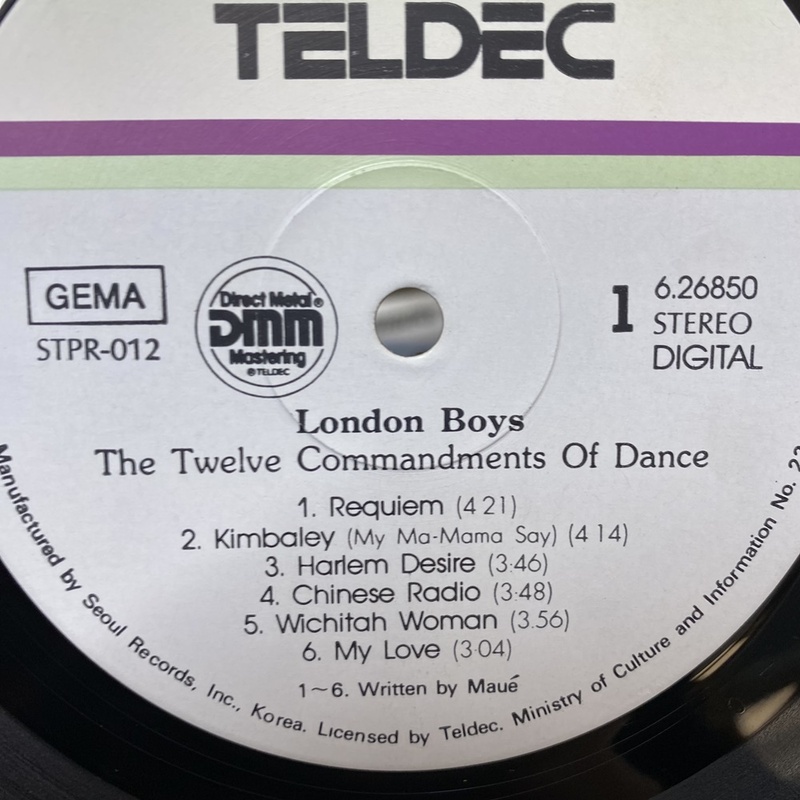 TELDEC
GEMA
STPR-012
Direct Metal®
DMM
Mastering
℗TELDEC
1
6.26850
STEREO
DIGITAL
London Boys
The Twelve Commandments Of Dance
1. Requiem (4 21)
2. Kimbaley (My Ma-Mama Say) (4 14)
3. Harlem Desire (3:46)
4. Chinese Radio (3:48)
5. Wichitah Woman (3.56)
6. My Love (3:04)
1~6. Written by Maué
Manufactured by Seoul Records, Inc., Korea. Licensed by Teldec. Ministry of Culture and Information No.